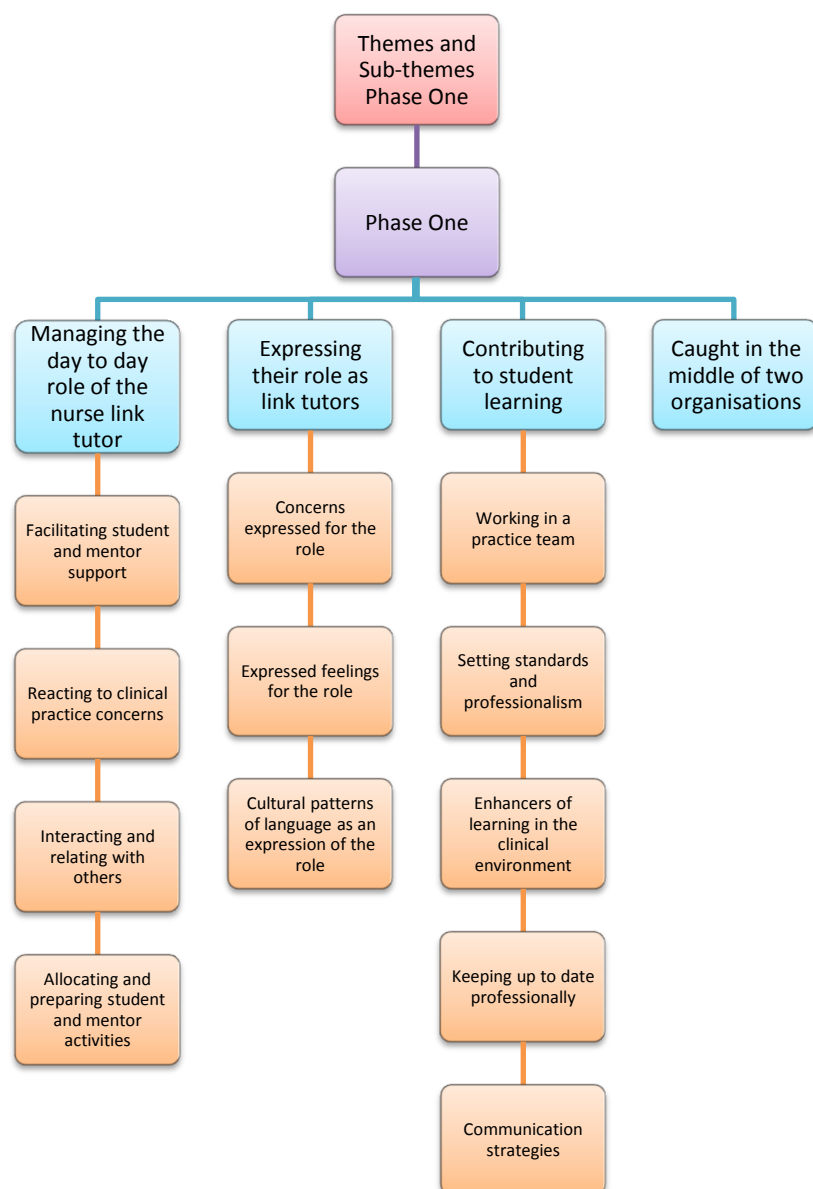 Themes and
Sub-themes
Phase One
Phase One
Managing the
day to day
role of the
nurse link
tutor
Facilitating student
and mentor
support
Reacting to clinical
practice concerns
Interacting and
relating with
others
Allocating and
preparing student
and mentor
activities
Expressing
their role as
link tutors
Concerns
expressed for the
role
Expressed feelings
for the role
Cultural patterns
of language as an
expression of the
role
Contributing
to student
learning
Working in a
practice team
Setting standards
and
professionalism
Enhancers of
learning in the
clinical
environment
Keeping up to date
professionally
Communication
strategies
Caught in the
middle of two
organisations